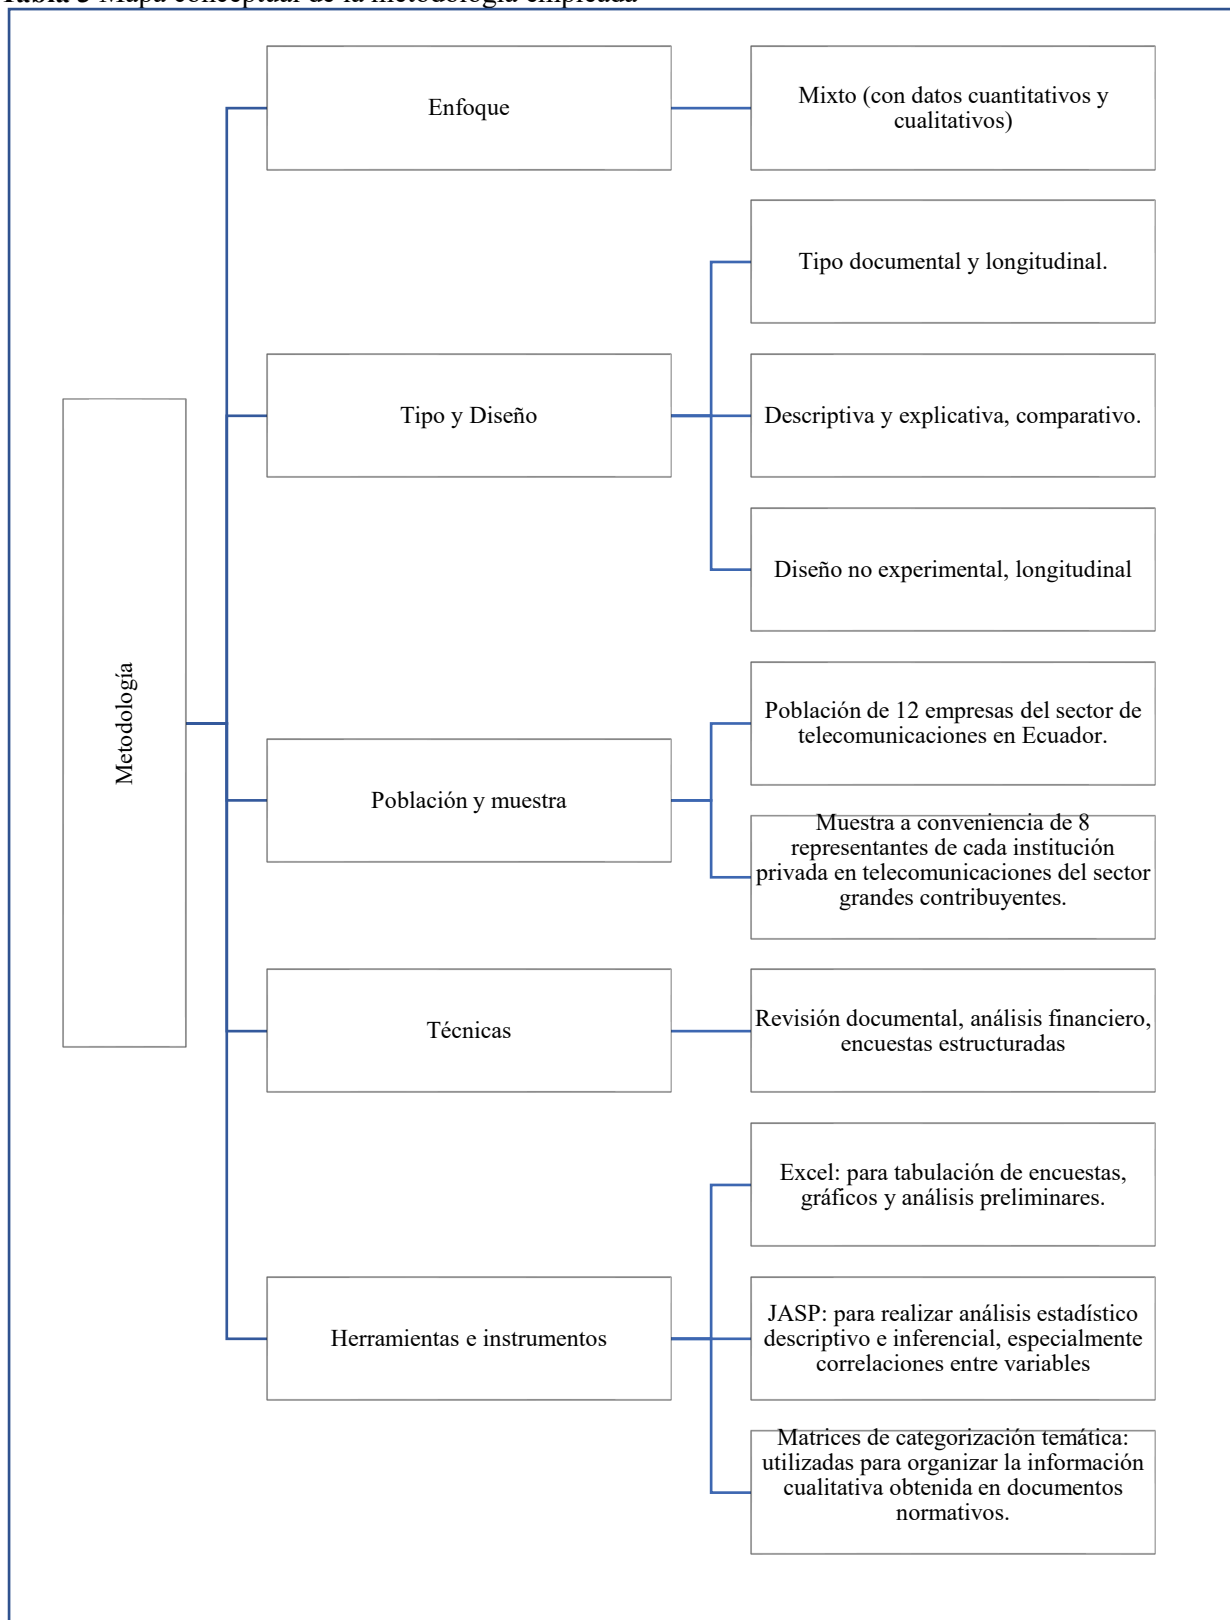 Metodología
Enfoque
Mixto (con datos cuantitativos y
cualitativos)
Tipo y Diseño
Tipo documental y longitudinal.
Descriptiva y explicativa, comparativo.
Diseño no experimental, longitudinal
Población y muestra
Población de 12 empresas del sector de
telecomunicaciones en Ecuador.
Muestra a conveniencia de 8
representantes de cada institución
privada en telecomunicaciones del sector
grandes contribuyentes.
Técnicas
Revisión documental, análisis financiero,
encuestas estructuradas
Herramientas e instrumentos
Excel: para tabulación de encuestas,
gráficos y análisis preliminares.
JASP: para realizar análisis estadístico
descriptivo e inferencial, especialmente
correlaciones entre variables
Matrices de categorización temática:
utilizadas para organizar la información
cualitativa obtenida en documentos
normativos.